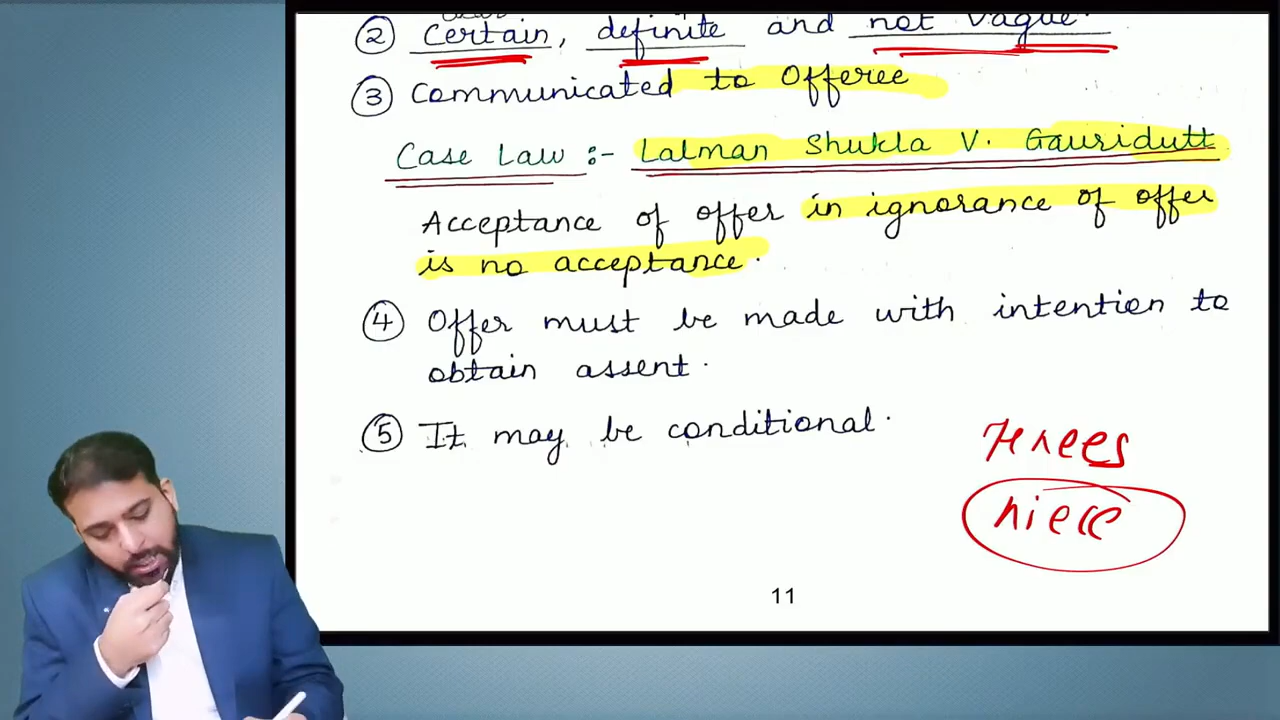 ② Certain, definite and not vague.
③ Communicated to Offeree
Case Law :- Lalman Shukla V. Gauridutt
Acceptance of offer in ignorance of offer
is no acceptance.
④ Offer must be made with intention to
obtain assent.
⑤ It may be conditional.
niece
11